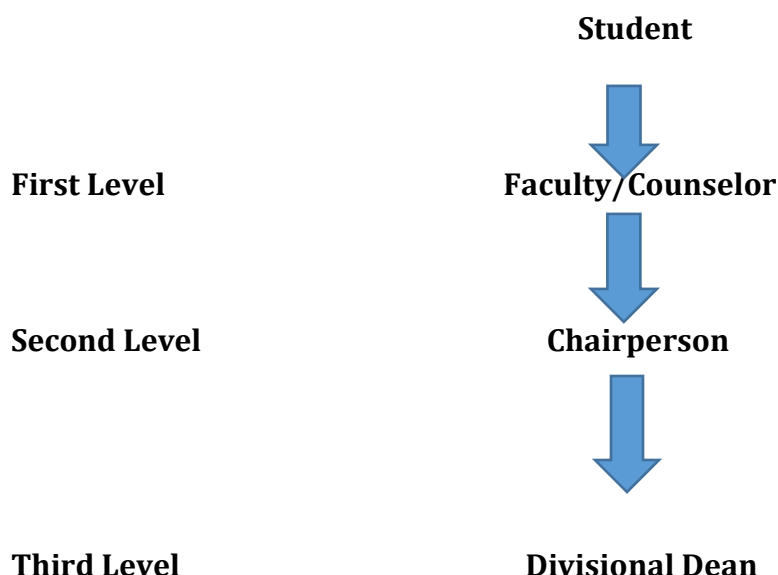 Student
First Level Faculty/Counselor
Second Level Chairperson
Third Level Divisional Dean